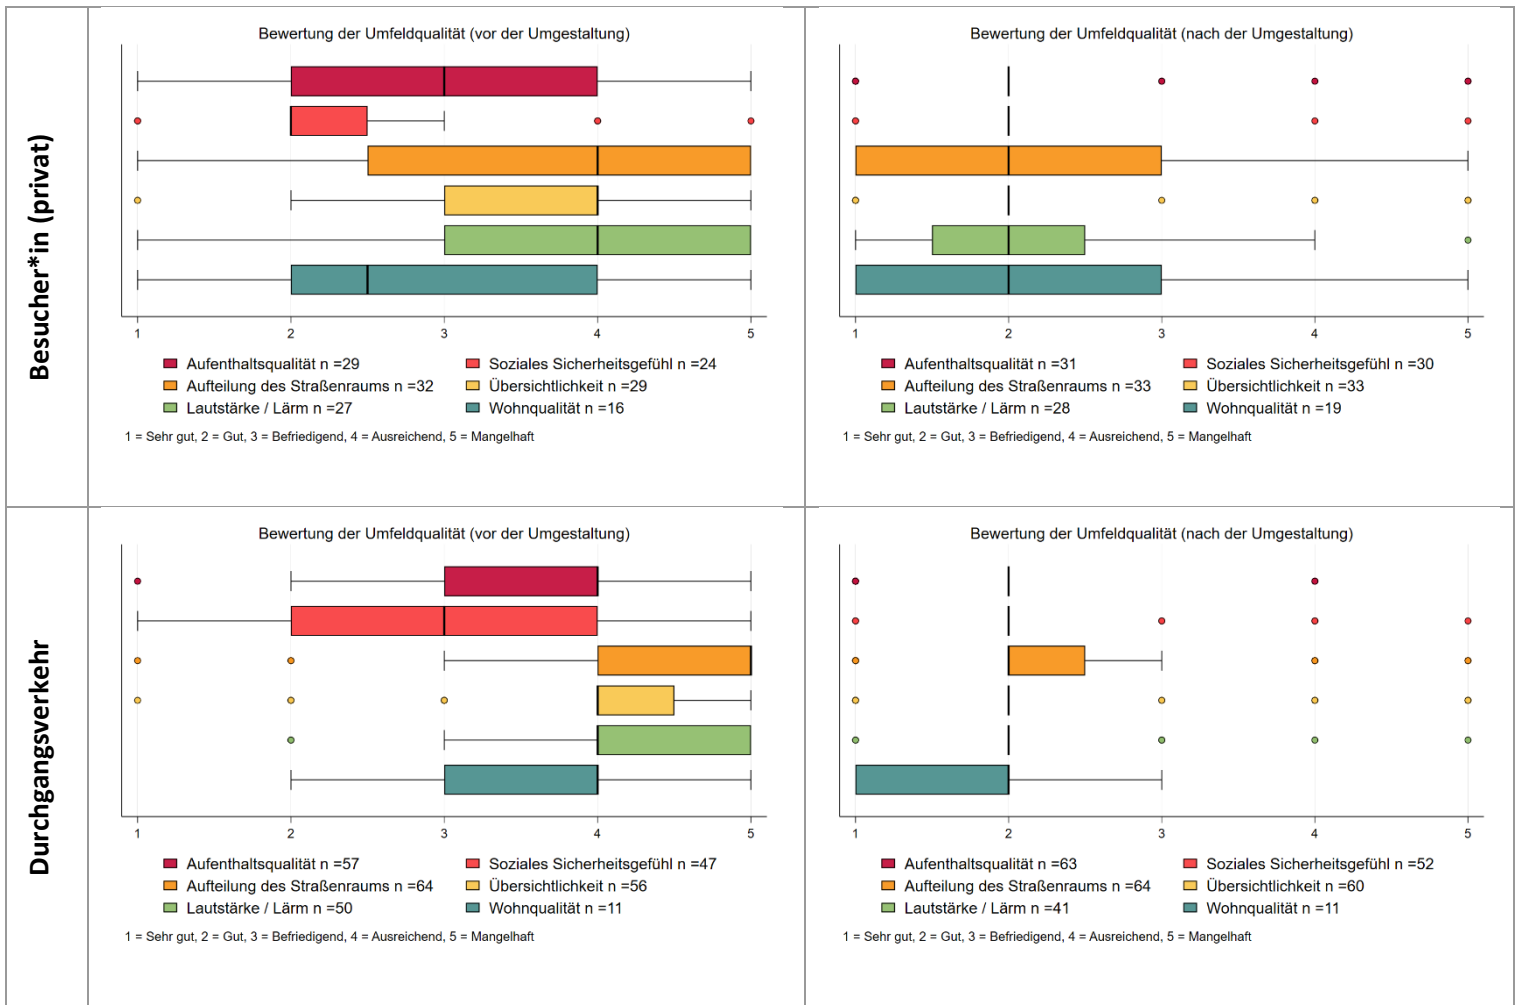 Besucher*in (privat)
Bewertung der Umfeldqualität (vor der Umgestaltung)
1 2 3 4 5
Aufenthaltsqualität n =29 Soziales Sicherheitsgefühl n =24
Aufteilung des Straßenraums n =32 Übersichtlichkeit n =29
Lautstärke / Lärm n =27 Wohnqualität n =16
1 = Sehr gut, 2 = Gut, 3 = Befriedigend, 4 = Ausreichend, 5 = Mangelhaft
Bewertung der Umfeldqualität (nach der Umgestaltung)
1 2 3 4 5
Aufenthaltsqualität n =31 Soziales Sicherheitsgefühl n =30
Aufteilung des Straßenraums n =33 Übersichtlichkeit n =33
Lautstärke / Lärm n =28 Wohnqualität n =19
1 = Sehr gut, 2 = Gut, 3 = Befriedigend, 4 = Ausreichend, 5 = Mangelhaft
Durchgangsverkehr
Bewertung der Umfeldqualität (vor der Umgestaltung)
1 2 3 4 5
Aufenthaltsqualität n =57 Soziales Sicherheitsgefühl n =47
Aufteilung des Straßenraums n =64 Übersichtlichkeit n =56
Lautstärke / Lärm n =50 Wohnqualität n =11
1 = Sehr gut, 2 = Gut, 3 = Befriedigend, 4 = Ausreichend, 5 = Mangelhaft
Bewertung der Umfeldqualität (nach der Umgestaltung)
1 2 3 4 5
Aufenthaltsqualität n =63 Soziales Sicherheitsgefühl n =52
Aufteilung des Straßenraums n =64 Übersichtlichkeit n =60
Lautstärke / Lärm n =41 Wohnqualität n =11
1 = Sehr gut, 2 = Gut, 3 = Befriedigend, 4 = Ausreichend, 5 = Mangelhaft